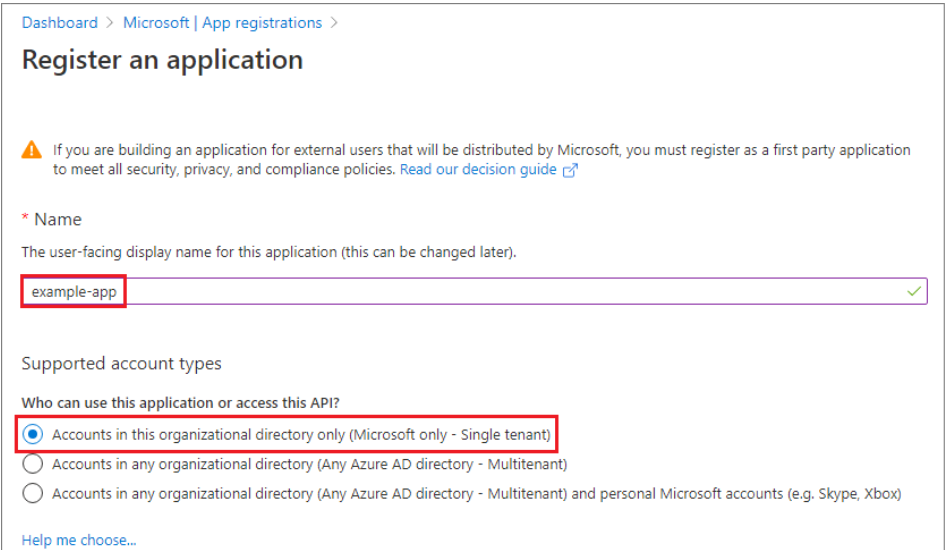 Dashboard > Microsoft | App registrations >
Register an application
If you are building an application for external users that will be distributed by Microsoft, you must register as a first party application
to meet all security, privacy, and compliance policies. Read our decision guide
* Name
The user-facing display name for this application (this can be changed later).
example-app
Supported account types
Who can use this application or access this API?
Accounts in this organizational directory only (Microsoft only - Single tenant)
Accounts in any organizational directory (Any Azure AD directory - Multitenant)
Accounts in any organizational directory (Any Azure AD directory - Multitenant) and personal Microsoft accounts (e.g. Skype, Xbox)
Help me choose...